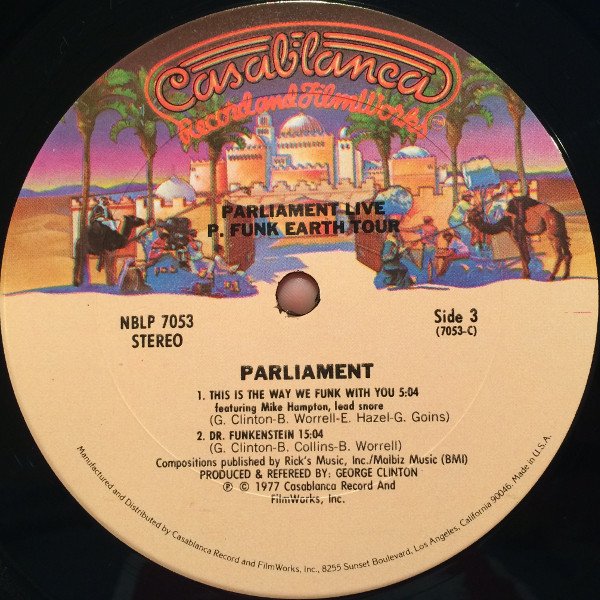 Casablanca
Record and FilmWorks
PARLIAMENT LIVE
P. FUNK EARTH TOUR
NBLP 7053
STEREO
Side 3
(7053-C)
PARLIAMENT
1. THIS IS THE WAY WE FUNK WITH YOU 5:04
featuring Mike Hampton, lead snore
(G. Clinton-B. Worrell-E. Hazel-G. Goins)
2. DR. FUNKENSTEIN 15:04
(G. Clinton-B. Collins-B. Worrell)
Compositions published by Rick's Music, Inc./Malbiz Music (BMI)
PRODUCED & REFEREED BY: GEORGE CLINTON
℗ © 1977 Casablanca Record And
FilmWorks, Inc.
Manufactured and Distributed by Casablanca Record and FilmWorks, Inc., 8255 Sunset Boulevard, Los Angeles, California 90046. Made in U.S.A.